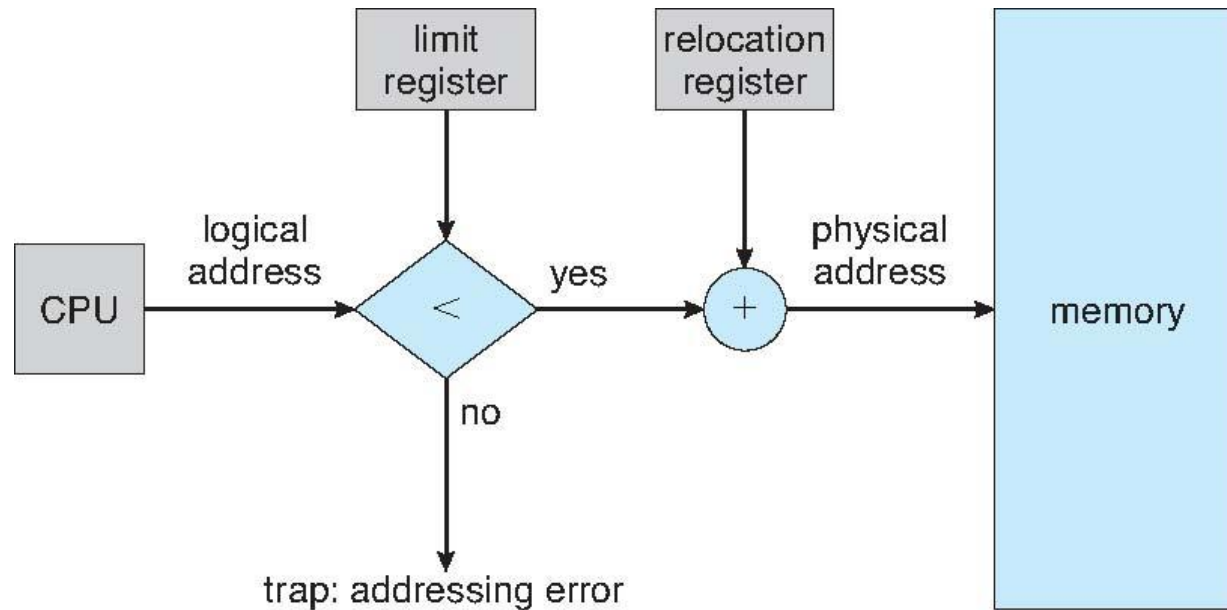 limit
register
relocation
register
logical
address
physical
address
CPU
<
yes
+
memory
no
trap: addressing error